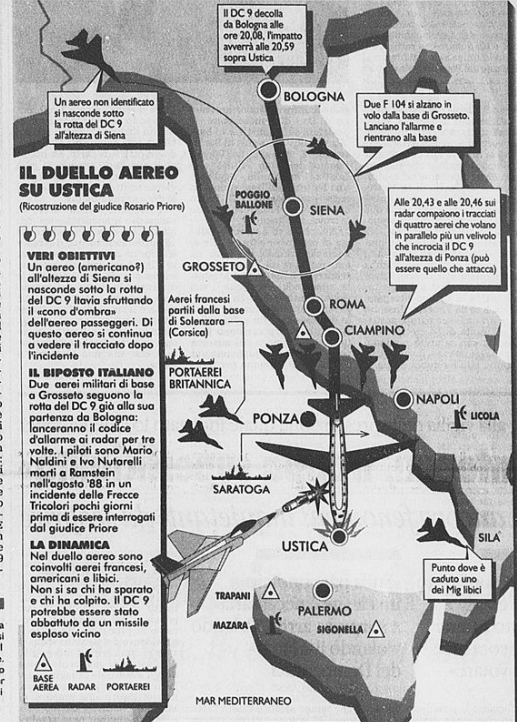 Il DC 9 decolla
da Bologna alle
ore 20,08, l'impatto
avverrà alle 20,59
sopra Ustica
BOLOGNA
Un aereo non identificato
si nasconde sotto
la rotta del DC 9
all'altezza di Siena
Due F 104 si alzano in
volo dalla base di Grosseto.
Lanciano l'allarme e
rientrano alla base
IL DUELLO AEREO
SU USTICA
(Ricostruzione del giudice Rosario Priore)
POGGIO
BALLONE
SIENA
Alle 20,43 e alle 20,46 sui
radar compaiono i tracciati
di quattro aerei che volano
in parallelo più un velivolo
che incrocia il DC 9
all'altezza di Ponza (può
essere quello che attacca)
GROSSETO
VERI OBIETTIVI
Un aereo (americano?)
all'altezza di Siena si
nasconde sotto la rotta
del DC 9 Itavia sfruttando
il «cono d'ombra»
dell'aereo passeggeri. Di
questo aereo si continua
a vedere il tracciato dopo
l'incidente
IL BIPOSTO ITALIANO
Due aerei militari di base
a Grosseto seguono la
rotta del DC 9 già alla sua
partenza da Bologna:
lanceranno il codice
d'allarme ai radar per tre
volte. I piloti sono Mario
Naldini e Ivo Nutarelli
morti a Ramstein
nell'agosto '88 in un
incidente delle Frecce
Tricolori pochi giorni
prima di essere interrogati
dal giudice Priore
LA DINAMICA
Nel duello aereo sono
coinvolti aerei francesi,
americani e libici.
Non si sa chi ha sparato
e chi ha colpito. Il DC 9
potrebbe essere stato
abbattuto da un missile
esploso vicino
BASE
AEREA
RADAR
PORTAEREI
Aerei francesi
partiti dalla base
di Solenzara
(Corsica)
ROMA
CIAMPINO
PORTAEREI
BRITANNICA
NAPOLI
LICOLA
PONZA
SARATOGA
USTICA
SILA
Punto dove è
caduto uno
dei Mig libici
TRAPANI
PALERMO
MAZARA
SIGONELLA
MAR MEDITERRANEO